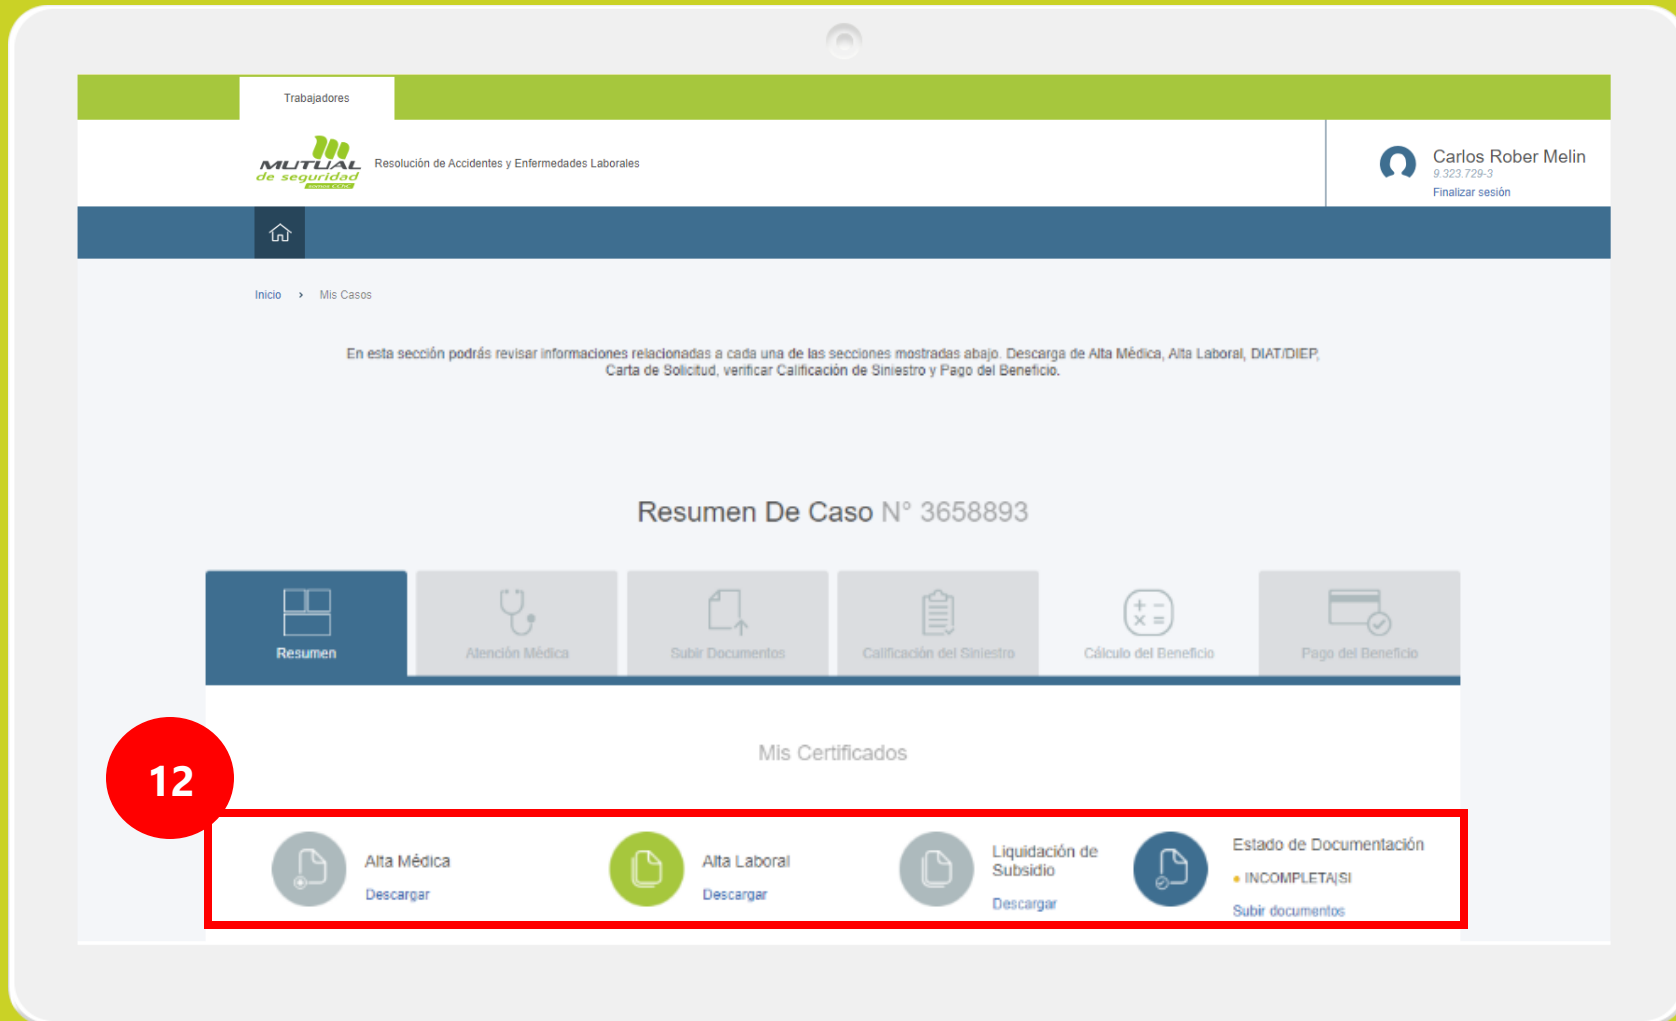 Trabajadores
MUTUAL
de seguridad
somos CChC
Resolución de Accidentes y Enfermedades Laborales
Carlos Rober Melin
9.323.729-3
Finalizar sesión
Inicio > Mis Casos
En esta sección podrás revisar informaciones relacionadas a cada una de las secciones mostradas abajo. Descarga de Alta Médica, Alta Laboral, DIAT/DIEP,
Carta de Solicitud, verificar Calificación de Siniestro y Pago del Beneficio.
Resumen De Caso N° 3658893
Resumen
Atención Médica
Subir Documentos
Calificación del Siniestro
Cálculo del Beneficio
Pago del Beneficio
Mis Certificados
12
Alta Médica
Descargar
Alta Laboral
Descargar
Liquidación de
Subsidio
Descargar
Estado de Documentación
• INCOMPLETA|SI
Subir documentos